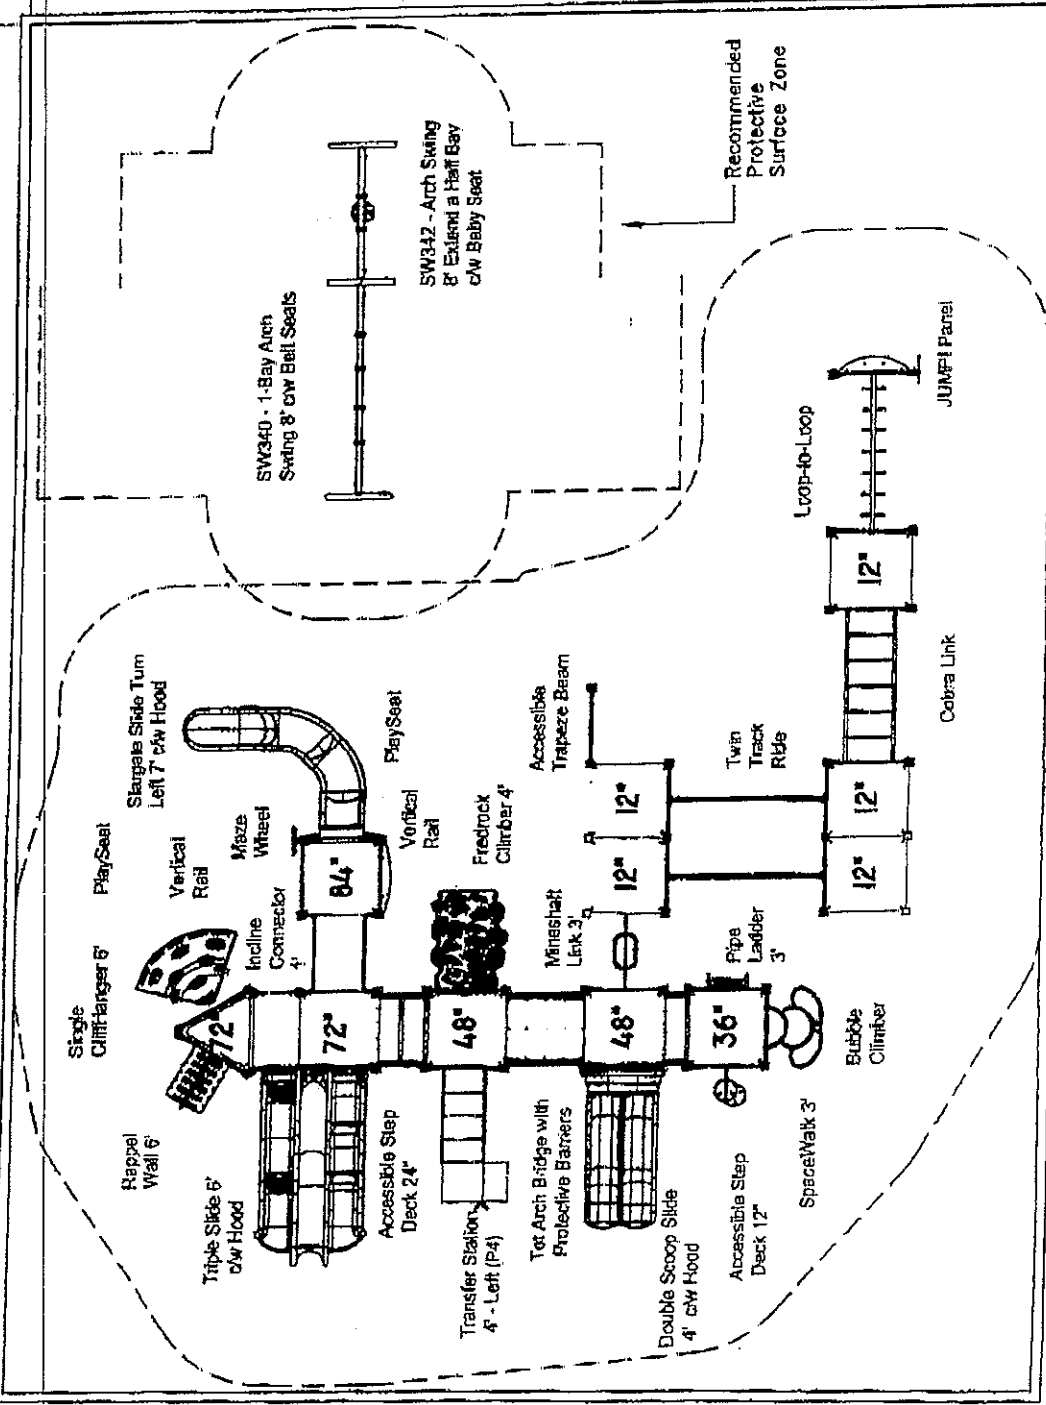 Recommended
Protective
Surface Zone
SW342 - Arch Swing
8' Extend a Half Bay
c/w Baby Seat
SW340 - 1-Bay Arch
Swing 8' c/w Belt Seats
JUMP! Panel
Loop-to-Loop
12"
Cobra Link
Stargate Slide Turn
Left 7' c/w Hood
PlaySeat
Accessible
Trapeze Beam
Twin
Track
Ride
12"
12"
12"
12"
PlaySeat
Vertical
Rail
Maze
Wheel
84"
Vertical
Rail
Fredrock
Climber 4'
Single
CliffHanger 6'
Incline
Connector
4'
Mineshaft
Link 3'
Pipe
Ladder
3'
72"
72"
48"
48"
36"
Bubble
Climber
Rappel
Wall 6'
Triple Slide 6'
c/w Hood
Accessible Step
Deck 24"
Transfer Station
4' - Left (P4)
Tot Arch Bridge with
Protective Barriers
Double Scoop Slide
4' c/w Hood
Accessible Step
Deck 12"
SpaceWalk 3'